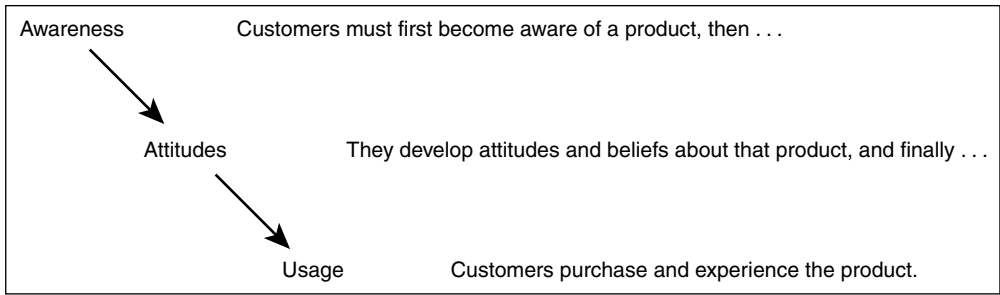 Awareness Customers must first become aware of a product, then . . .
Attitudes They develop attitudes and beliefs about that product, and finally . . .
Usage Customers purchase and experience the product.